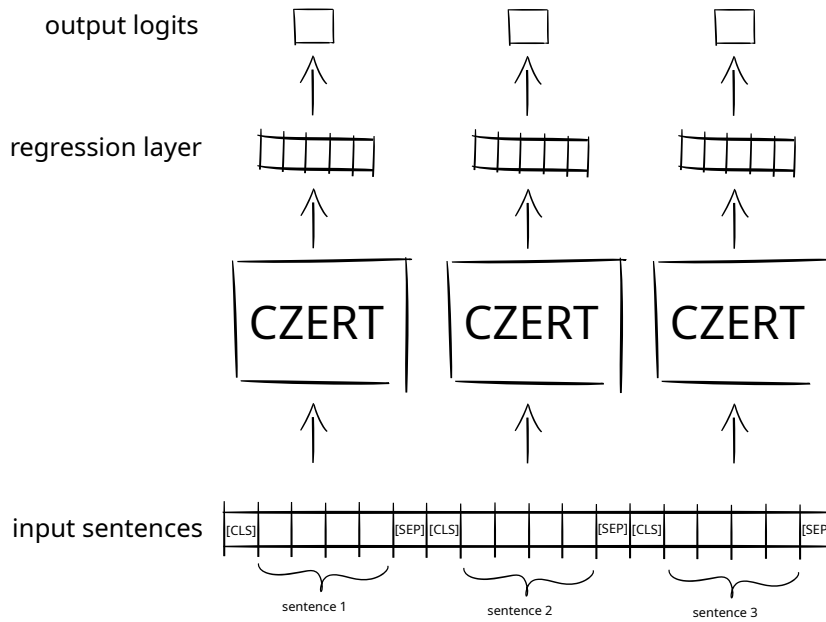 output logits
regression layer
CZERT CZERT CZERT
input sentences [CLS] [SEP] [CLS] [SEP] [CLS] [SEP
sentence 1 sentence 2 sentence 3